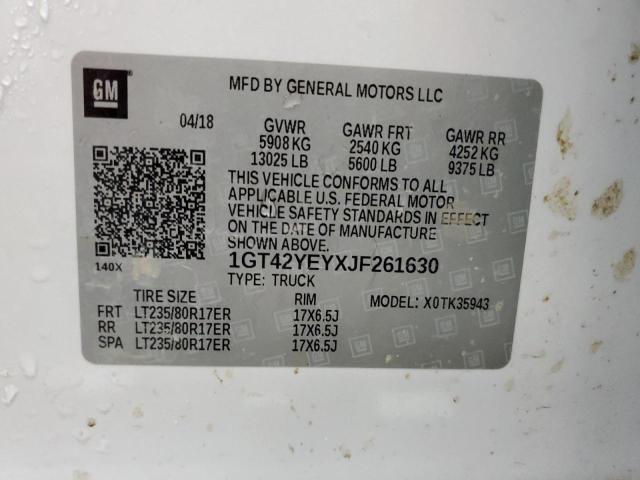 GM
MFD BY GENERAL MOTORS LLC
04/18 GVWR GAWR FRT GAWR RR
5908 KG 2540 KG 4252 KG
13025 LB 5600 LB 9375 LB
THIS VEHICLE CONFORMS TO ALL
APPLICABLE U.S. FEDERAL MOTOR
VEHICLE SAFETY STANDARDS IN EFFECT
ON THE DATE OF MANUFACTURE
SHOWN ABOVE.
1GT42YEYXJF261630
140X TYPE: TRUCK
TIRE SIZE RIM MODEL: X0TK35943
FRT LT235/80R17ER 17X6.5J
RR LT235/80R17ER 17X6.5J
SPA LT235/80R17ER 17X6.5J